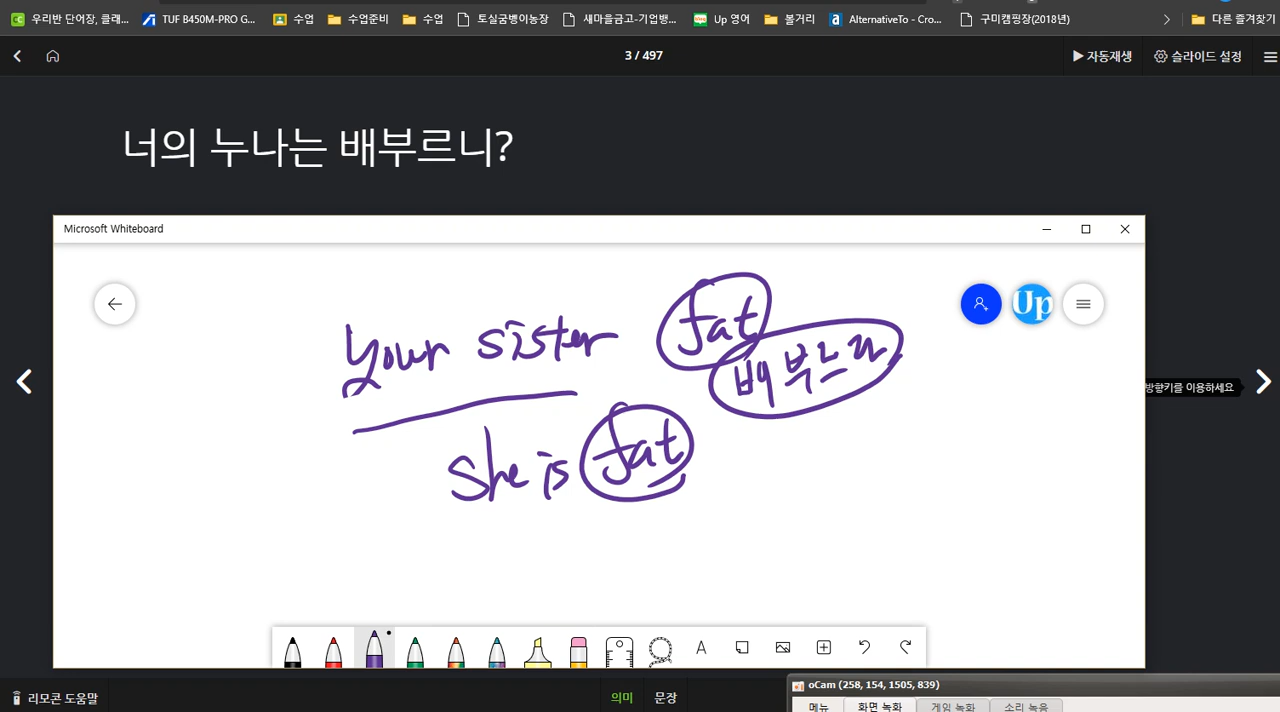 우리반 단어장, 클래... TUF B450M-PRO G... 수업 수업준비 수업 토실굼벵이농장 새마을금고-기업뱅... Up 영어 볼거리 AlternativeTo - Cro... 구미캠핑장(2018년) 다른 즐겨찾기
3 / 497 자동재생 슬라이드 설정
너의 누나는 배부르니?
Microsoft Whiteboard
Up
your sister fat
배부르다
방향키를 이용하세요
She is fat
A
리모콘 도움말 의미 문장
oCam (258, 154, 1505, 839)
메뉴 화면 녹화 게임 녹화 소리 녹음